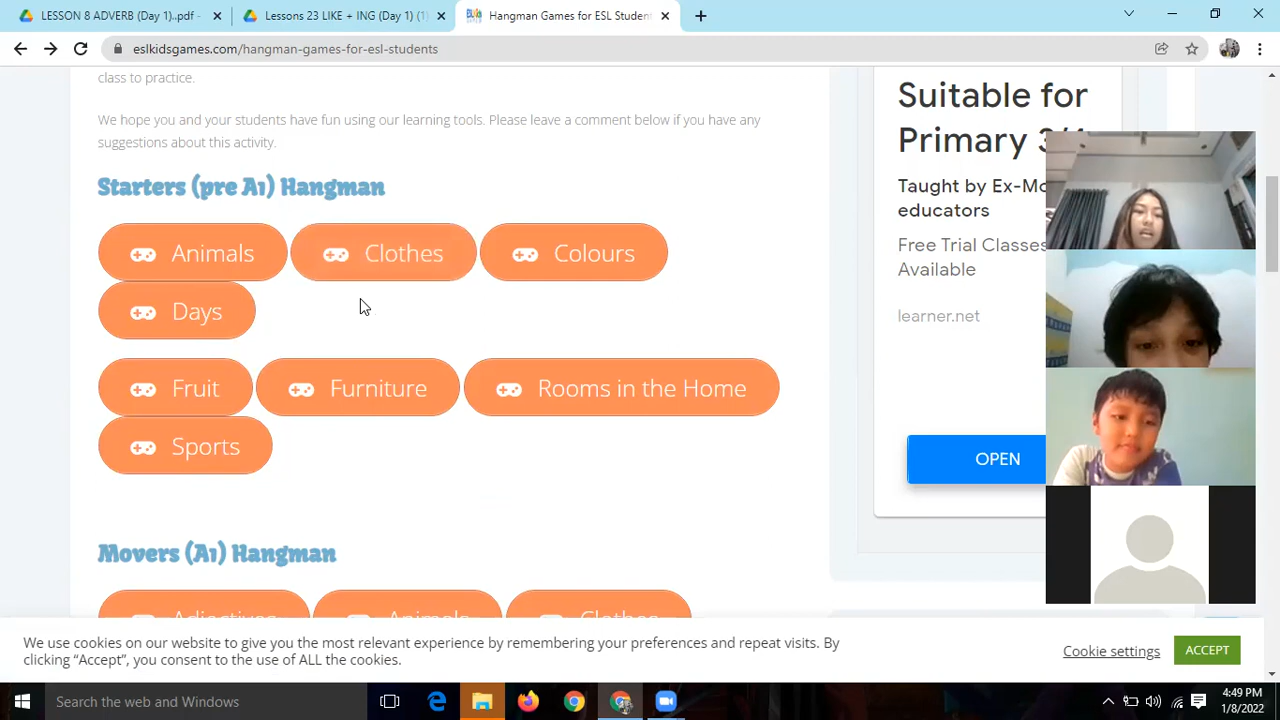 LESSON 8 ADVERB (Day 1)..pdf -
Lessons 23 LIKE + ING (Day 1) (1
Hangman Games for ESL Student
eslkidsgames.com/hangman-games-for-esl-students
class to practice.
We hope you and your students have fun using our learning tools. Please leave a comment below if you have any
suggestions about this activity.
Starters (pre A1) Hangman
Animals
Clothes
Colours
Days
Fruit
Furniture
Rooms in the Home
Sports
Movers (A1) Hangman
Adjectives
Animals
Clothes
Suitable for
Primary
Taught by Ex-Mo
educators
Free Trial Classes
Available
learner.net
OPEN
We use cookies on our website to give you the most relevant experience by remembering your preferences and repeat visits. By
clicking “Accept”, you consent to the use of ALL the cookies.
Cookie settings
ACCEPT
Search the web and Windows
4:49 PM
1/8/2022